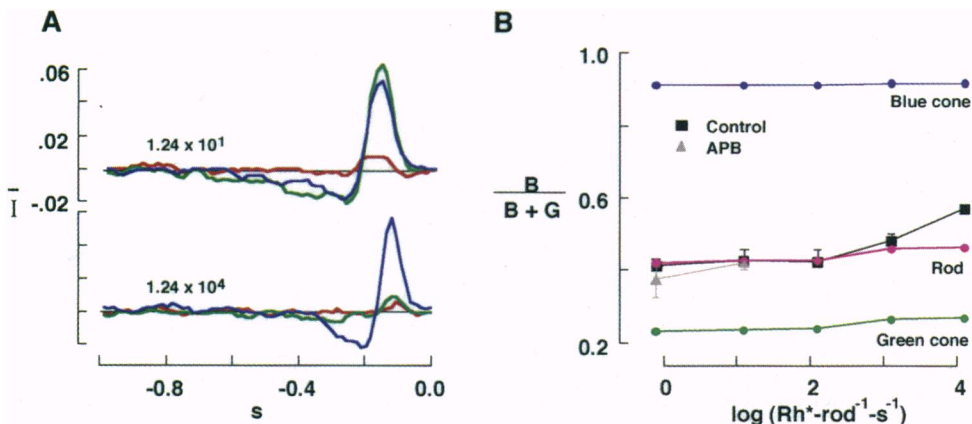 A
.06
.02
-.02
Ī
1.24 x 10¹
1.24 x 10⁴
-0.8
-0.4
0.0
s
B
1.0
0.6
0.2
B
B + G
Blue cone
Control
APB
Rod
Green cone
0
2
4
log (Rh*-rod⁻¹-s⁻¹)